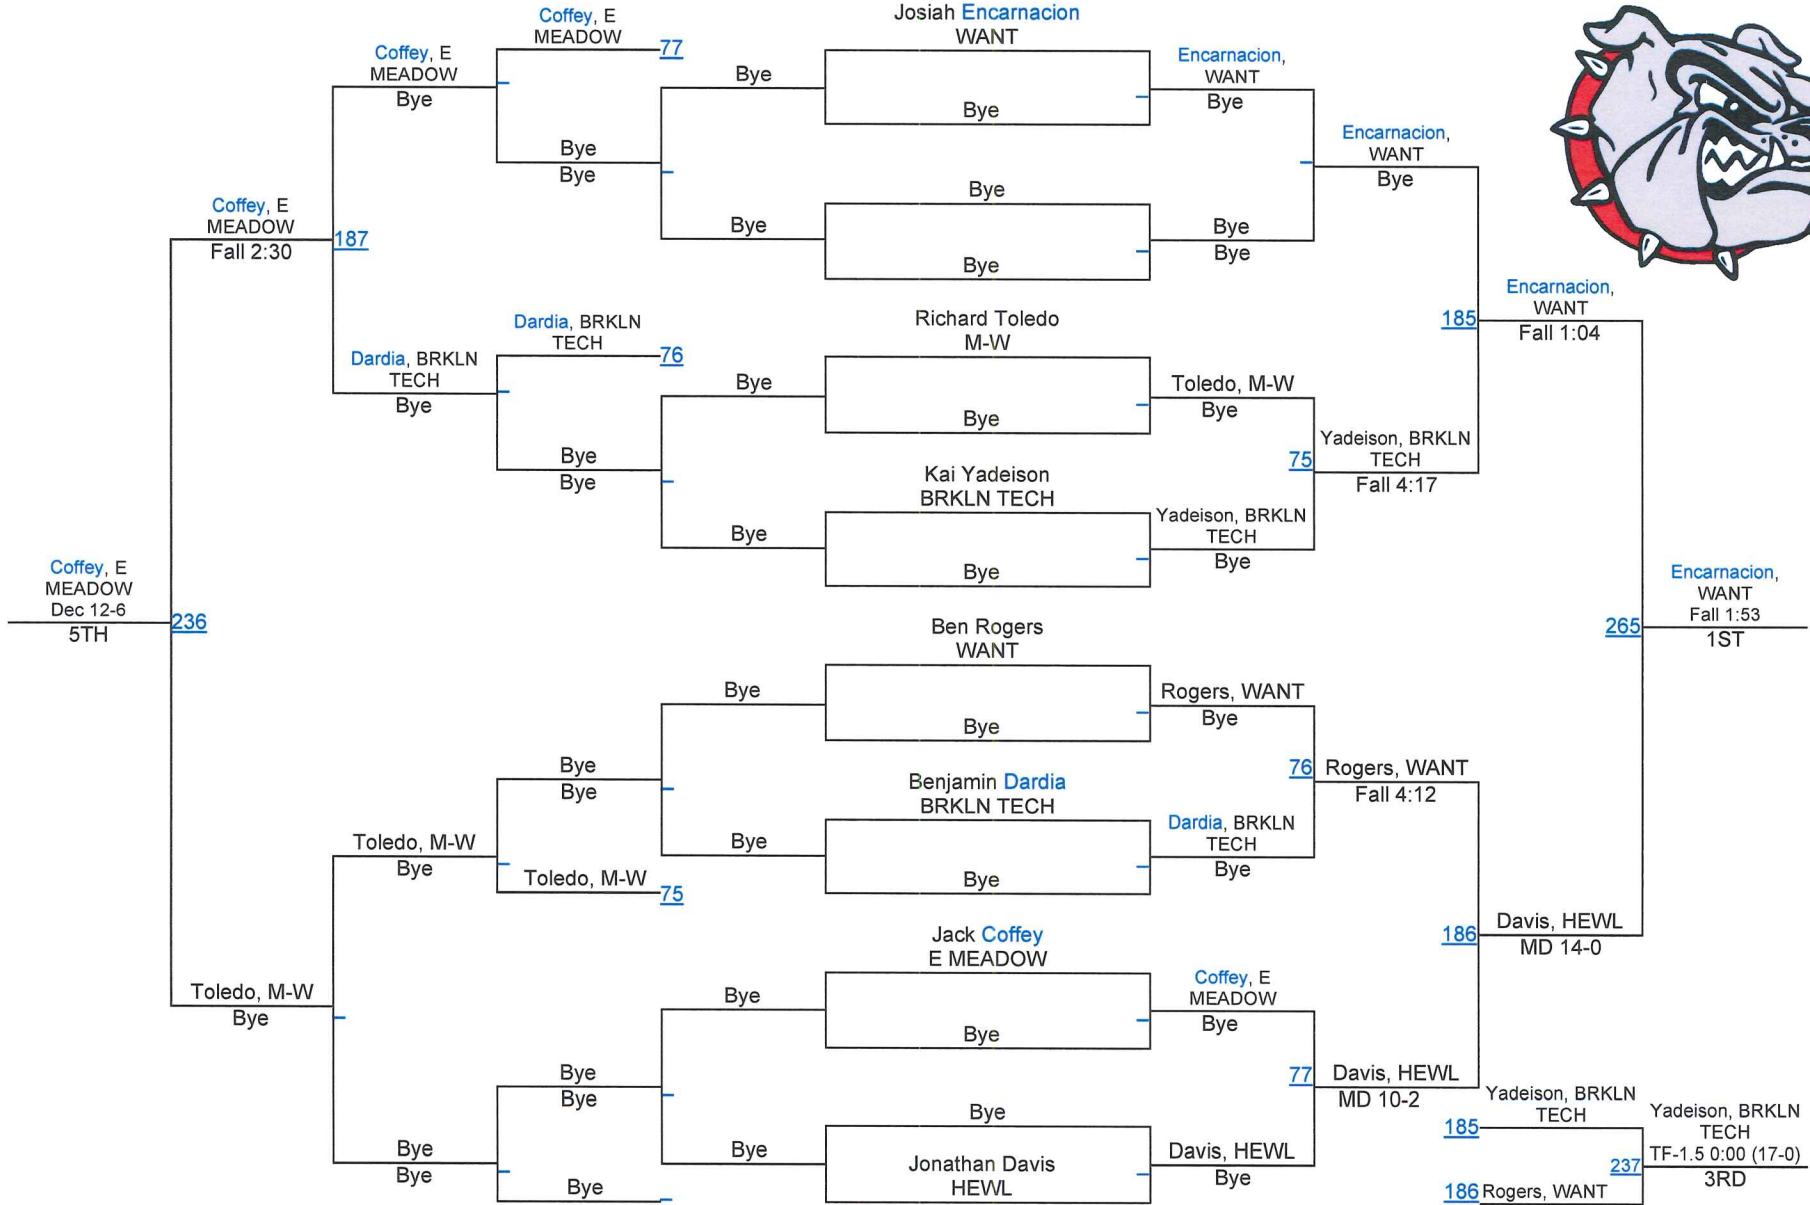 Coffey, E
MEADOW
77
Coffey, E
MEADOW
Bye
Bye
Bye
Coffey, E
MEADOW
Fall 2:30
187
Dardia, BRKLN
TECH
76
Dardia, BRKLN
TECH
Bye
Bye
Bye
Coffey, E
MEADOW
Dec 12-6
5TH
236
Toledo, M-W
Bye
Toledo, M-W
Bye
Bye
Bye
Toledo, M-W
75
Bye
Bye
Bye
Bye
Bye
Bye
Bye
Bye
Bye
Bye
Bye
Bye
Bye
Josiah Encarnacion
WANT
Bye
Bye
Bye
Richard Toledo
M-W
Bye
Kai Yadeison
BRKLN TECH
Bye
Ben Rogers
WANT
Bye
Benjamin Dardia
BRKLN TECH
Bye
Jack Coffey
E MEADOW
Bye
Bye
Jonathan Davis
HEWL
Encarnacion,
WANT
Bye
Bye
Bye
Toledo, M-W
Bye
75
Yadeison, BRKLN
TECH
Bye
Rogers, WANT
Bye
76
Dardia, BRKLN
TECH
Bye
Coffey, E
MEADOW
Bye
77
Davis, HEWL
Bye
Encarnacion,
WANT
Bye
185
Yadeison, BRKLN
TECH
Fall 4:17
Rogers, WANT
Fall 4:12
186
Davis, HEWL
MD 10-2
Encarnacion,
WANT
Fall 1:04
265
Davis, HEWL
MD 14-0
Encarnacion,
WANT
Fall 1:53
1ST
Yadeison, BRKLN
TECH
185
237
186 Rogers, WANT
Yadeison, BRKLN
TECH
TF-1.5 0:00 (17-0)
3RD